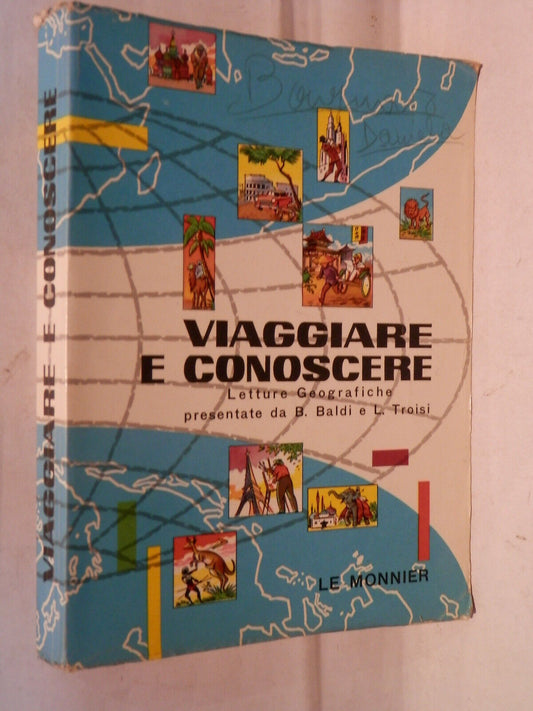 VIAGGIARE
E CONOSCERE
Letture Geografiche
presentate da B. Baldi e L. Troisi
LE MONNIER
VIAGGIARE E CONOSCERE